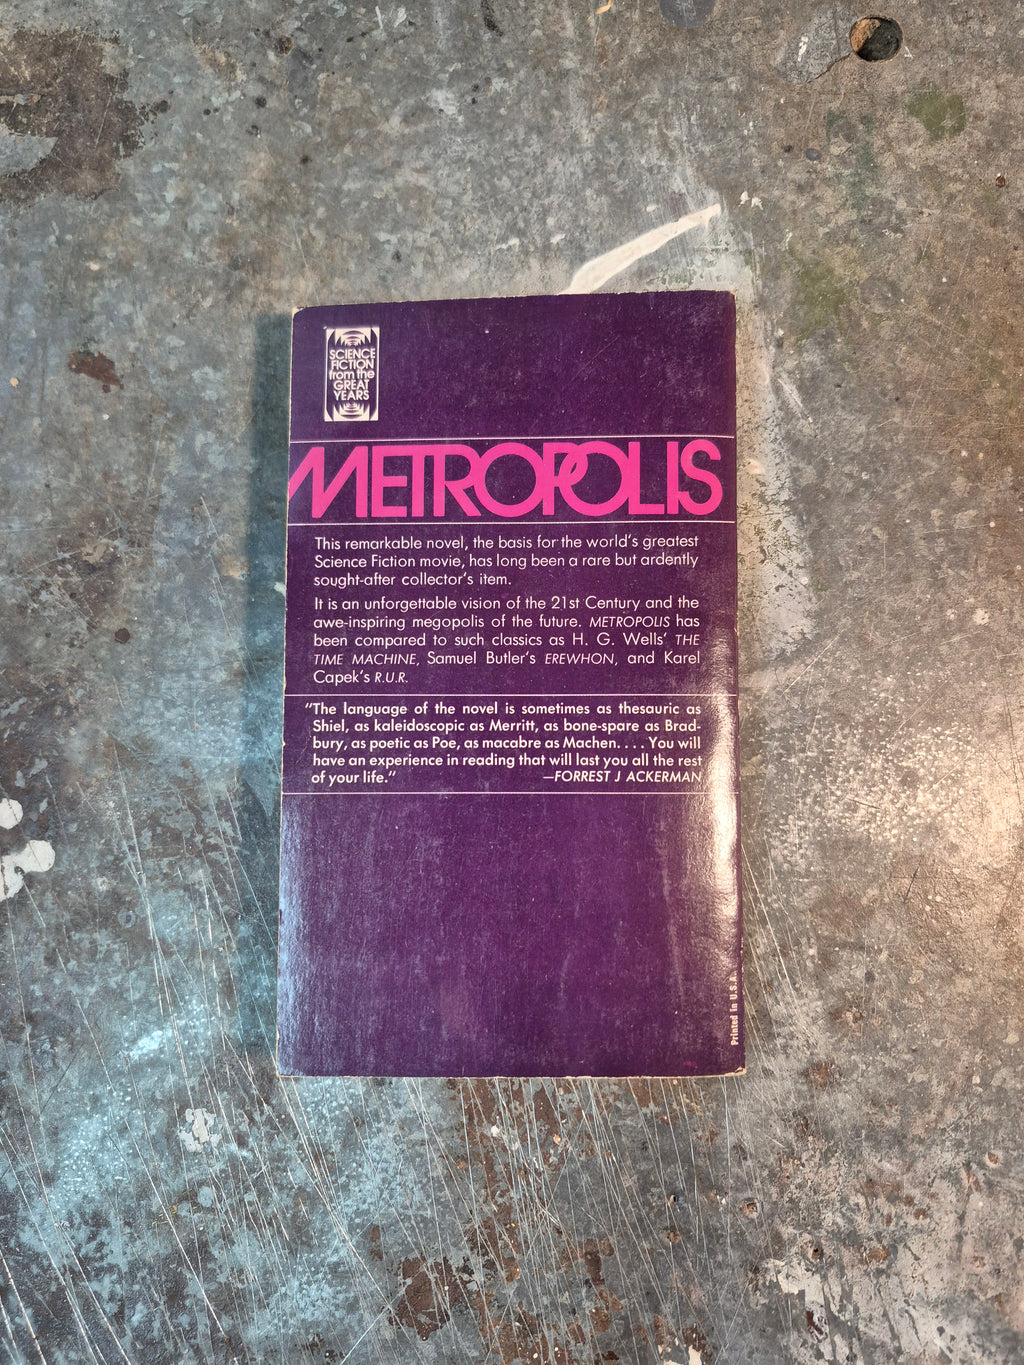 SCIENCE
FICTION
from the
GREAT
YEARS
METROPOLIS
This remarkable novel, the basis for the world's greatest
Science Fiction movie, has long been a rare but ardently
sought-after collector's item.
It is an unforgettable vision of the 21st Century and the
awe-inspiring megopolis of the future. METROPOLIS has
been compared to such classics as H. G. Wells' THE
TIME MACHINE, Samuel Butler's EREWHON, and Karel
Capek's R.U.R.
"The language of the novel is sometimes as thesauric as
Shiel, as kaleidoscopic as Merritt, as bone-spare as Brad-
bury, as poetic as Poe, as macabre as Machen. . . . You will
have an experience in reading that will last you all the rest
of your life." —FORREST J ACKERMAN
Printed in U.S.A.